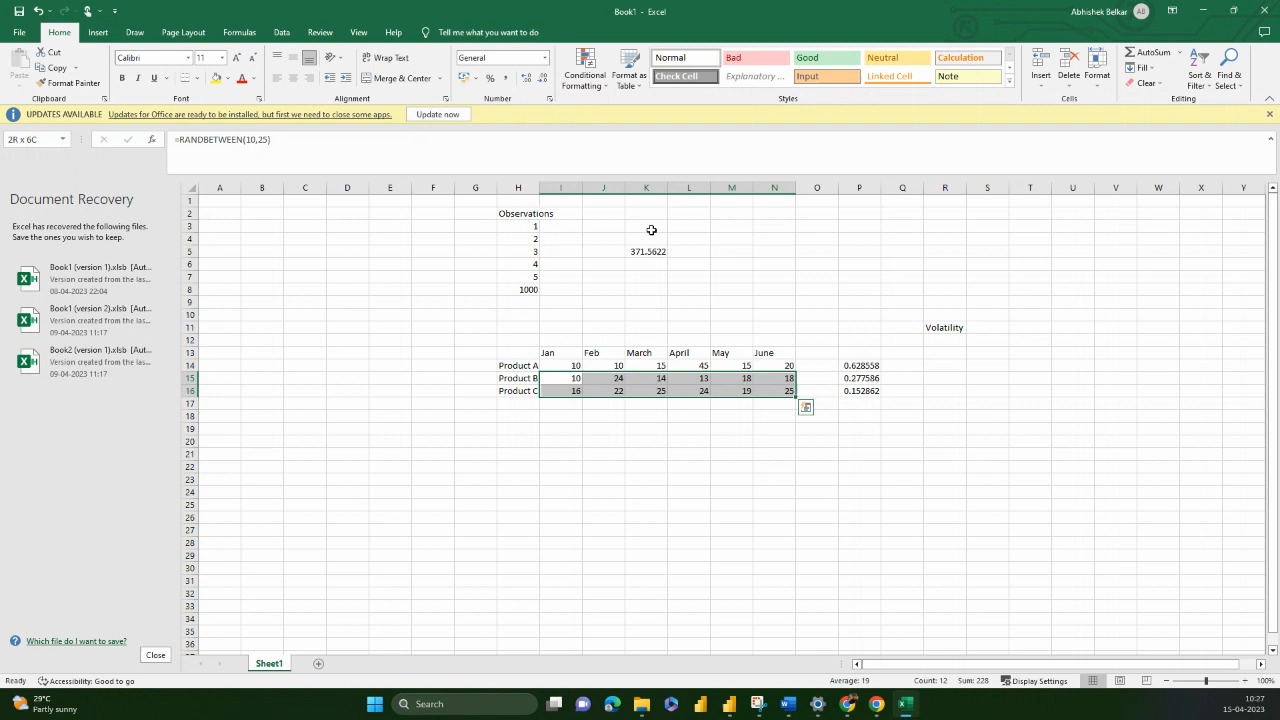 Book1 - Excel
Abhishek Belkar AB
File Home Insert Draw Page Layout Formulas Data Review View Help Tell me what you want to do
Paste
Cut
Copy
Format Painter
Clipboard
Calibri 11
B I U
Font
Wrap Text
Merge & Center
Alignment
General
Number
Conditional Formatting
Format as Table
Normal Bad Good Neutral Calculation
Check Cell Explanatory ... Input Linked Cell Note
Styles
Insert Delete Format
Cells
AutoSum
Fill
Clear
Sort & Filter
Find & Select
Editing
UPDATES AVAILABLE Updates for Office are ready to be installed, but first we need to close some apps. Update now
2R x 6C fx =RANDBETWEEN(10,25)
Document Recovery
Excel has recovered the following files.
Save the ones you wish to keep.
Book1 (version 1).xlsb [Aut...
Version created from the las...
08-04-2023 22:04
Book1 (version 2).xlsb [Aut...
Version created from the las...
09-04-2023 11:17
Book2 (version 1).xlsb [Aut...
Version created from the las...
09-04-2023 11:17
Which file do I want to save?
Close
A B C D E F G H I J K L M N O P Q R S T U V W X Y
1
2 Observations
3 1
4 2
5 3 371.5622
6 4
7 5
8 1000
9
10
11 Volatility
12
13 Jan Feb March April May June
14 Product A 10 10 15 45 15 20 0.628558
15 Product B 10 24 14 13 18 18 0.277586
16 Product C 16 22 25 24 19 25 0.152862
17
18
19
20
21
22
23
24
25
26
27
28
29
30
31
32
33
34
35
36
Sheet1
Ready Accessibility: Good to go Average: 19 Count: 12 Sum: 228 Display Settings 100%
29°C
Partly sunny
Search
10:27
15-04-2023